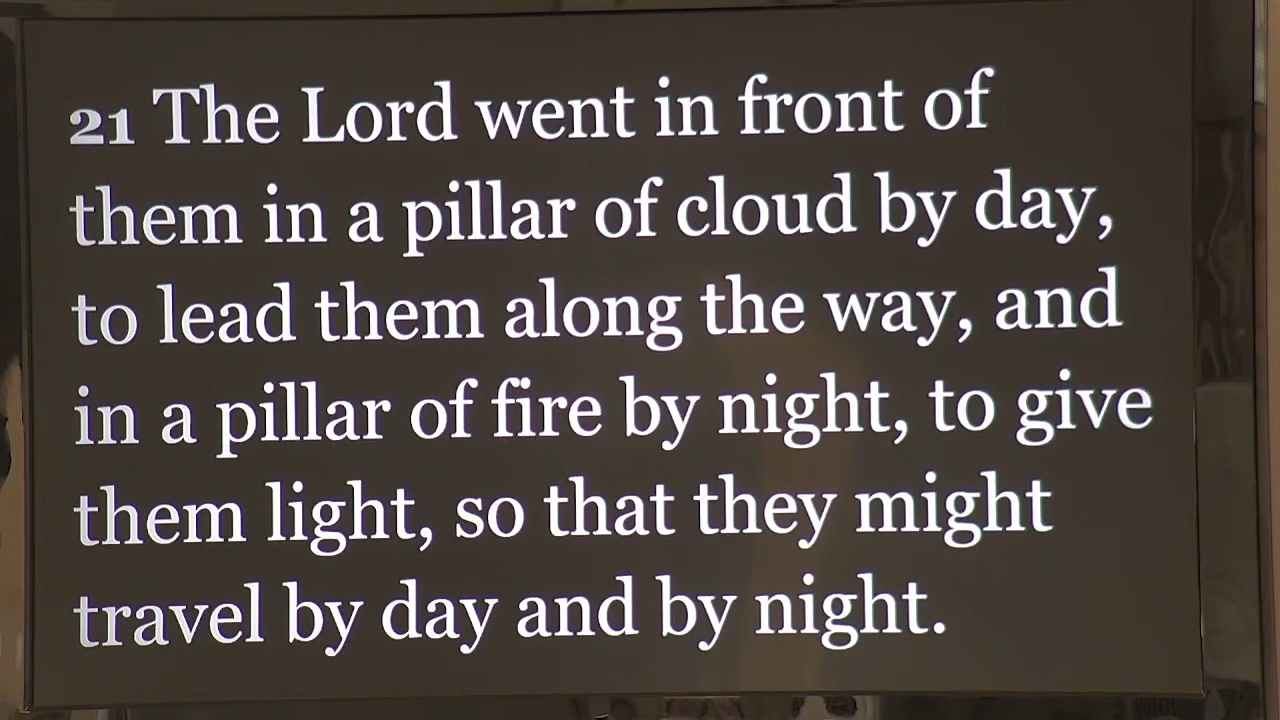 21 The Lord went in front of
them in a pillar of cloud by day,
to lead them along the way, and
in a pillar of fire by night, to give
them light, so that they might
travel by day and by night.